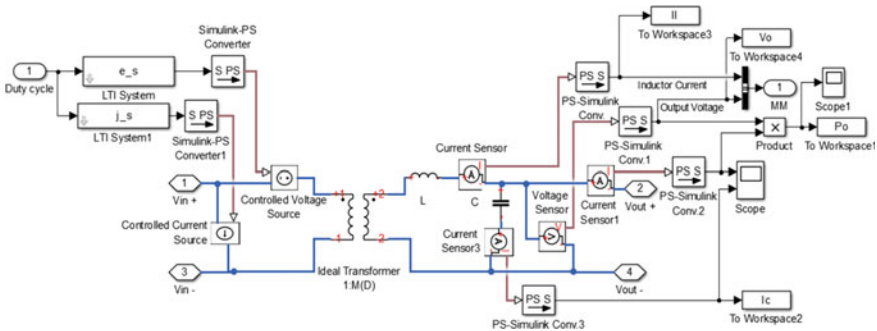 Simulink-PS
Converter
1
Duty cycle
e_s
LTI System
S PS
j_s
LTI System1
S PS
Simulink-PS
Converter1
1
Vin +
Controlled Voltage
Source
Controlled Current
Source
3
Vin -
+1
+2
-1
-2
Ideal Transformer
1:M(D)
L
Current Sensor
C
Current
Sensor3
Voltage
Sensor
Current
Sensor1
2
Vout +
4
Vout -
PS S
PS-Simulink
Conv.
PS S
PS-Simulink
Conv.1
PS S
PS-Simulink
Conv.2
PS S
PS-Simulink Conv.3
Il
To Workspace3
Vo
To Workspace4
Inductor Current
Output Voltage
1
MM
Scope1
Product
Po
To Workspace1
Scope
Ic
To Workspace2